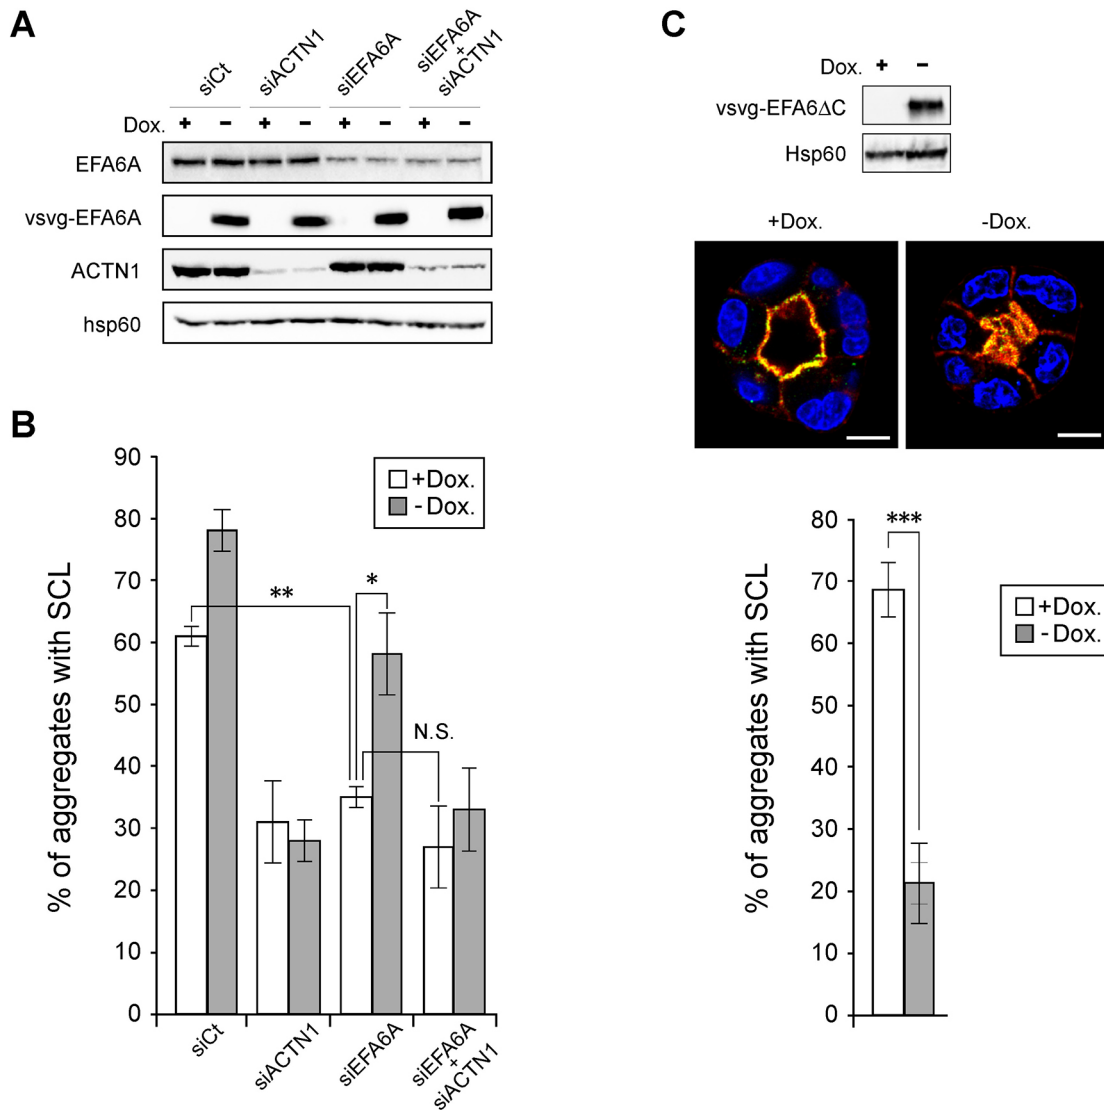 A
siCt
siACTN1
siEFA6A
siEFA6A
+
siACTN1
Dox. + - + - + - + -
EFA6A
vsvg-EFA6A
ACTN1
hsp60
B
90
80
70
60
50
40
30
20
10
0
% of aggregates with SCL
+Dox.
- Dox.
**
*
N.S.
siCt
siACTN1
siEFA6A
siEFA6A
+
siACTN1
C
Dox. + -
vsvg-EFA6ΔC
Hsp60
+Dox.
-Dox.
80
70
60
50
40
30
20
10
0
% of aggregates with SCL
***
+Dox.
- Dox.